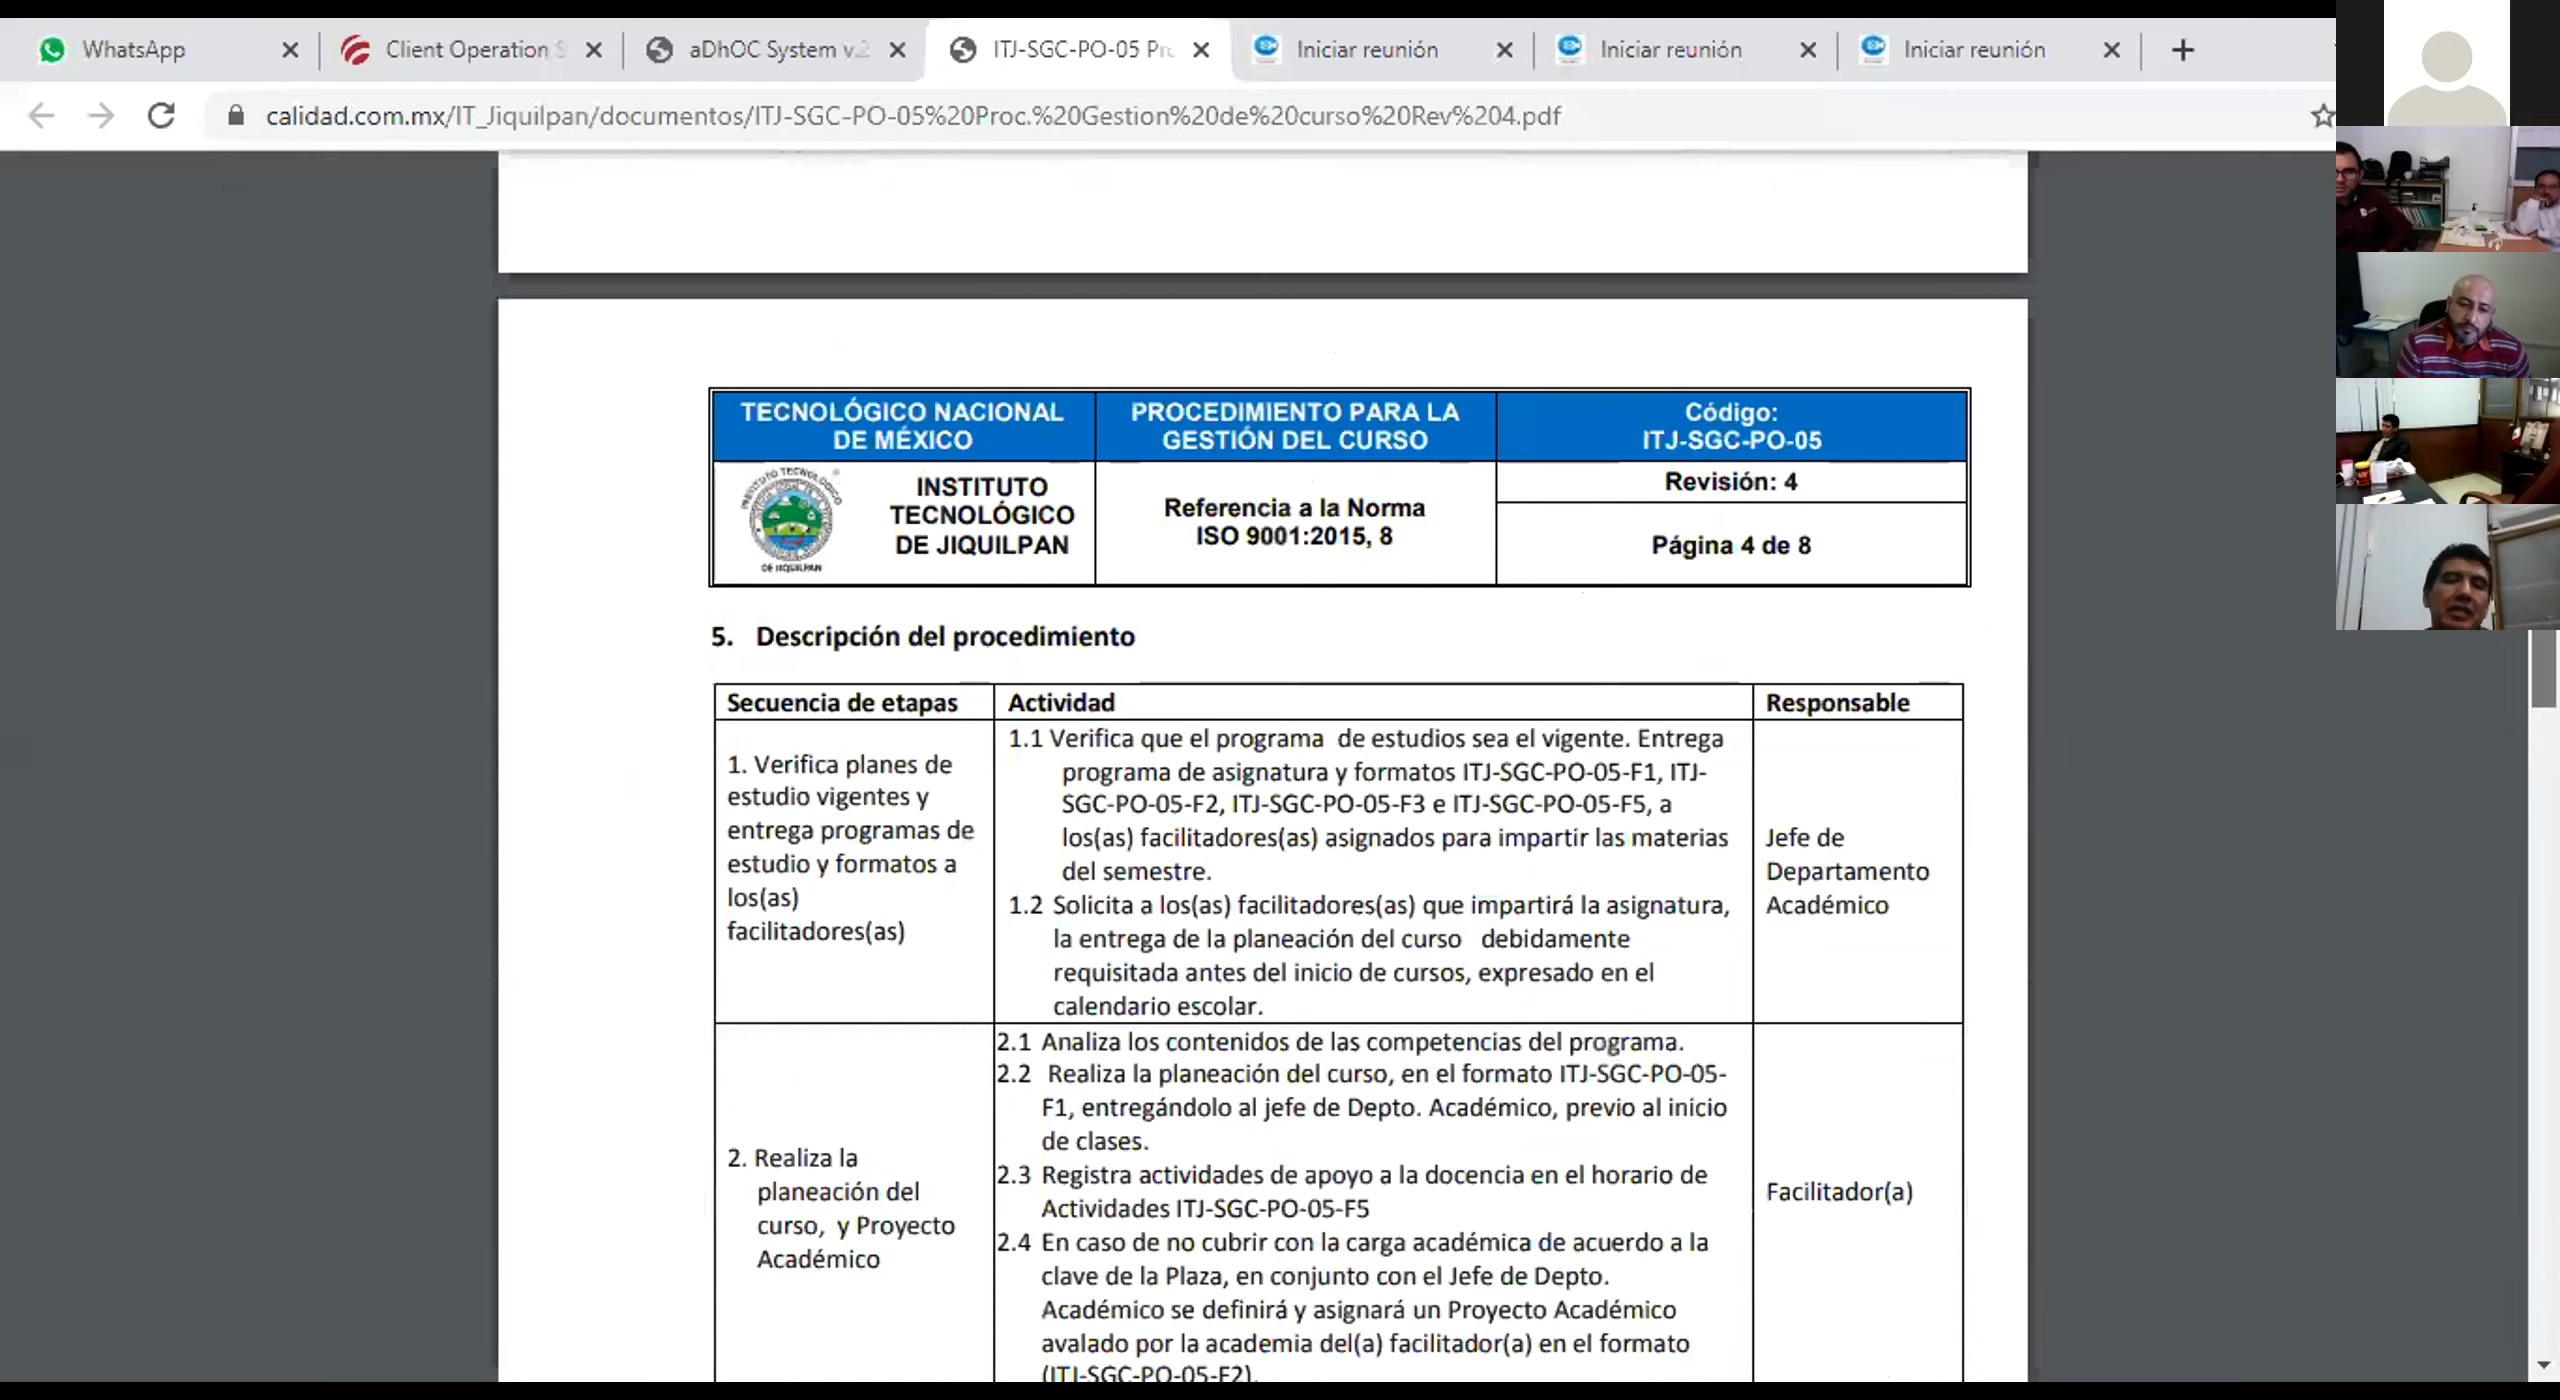 WhatsApp
Client Operation S
aDhOC System v.2
ITJ-SGC-PO-05 Pro
Iniciar reunión
Iniciar reunión
Iniciar reunión
calidad.com.mx/IT_Jiquilpan/documentos/ITJ-SGC-PO-05%20Proc.%20Gestion%20de%20curso%20Rev%204.pdf
TECNOLÓGICO NACIONAL
DE MÉXICO
PROCEDIMIENTO PARA LA
GESTIÓN DEL CURSO
Código:
ITJ-SGC-PO-05
INSTITUTO
TECNOLÓGICO
DE JIQUILPAN
DE JIQUILPAN
Referencia a la Norma
ISO 9001:2015, 8
Revisión: 4
Página 4 de 8
5. Descripción del procedimiento
Secuencia de etapas
Actividad
Responsable
1. Verifica planes de
estudio vigentes y
entrega programas de
estudio y formatos a
los(as)
facilitadores(as)
1.1 Verifica que el programa de estudios sea el vigente. Entrega
programa de asignatura y formatos ITJ-SGC-PO-05-F1, ITJ-
SGC-PO-05-F2, ITJ-SGC-PO-05-F3 e ITJ-SGC-PO-05-F5, a
los(as) facilitadores(as) asignados para impartir las materias
del semestre.
1.2 Solicita a los(as) facilitadores(as) que impartirá la asignatura,
la entrega de la planeación del curso debidamente
requisitada antes del inicio de cursos, expresado en el
calendario escolar.
Jefe de
Departamento
Académico
2. Realiza la
planeación del
curso, y Proyecto
Académico
2.1 Analiza los contenidos de las competencias del programa.
2.2 Realiza la planeación del curso, en el formato ITJ-SGC-PO-05-
F1, entregándolo al jefe de Depto. Académico, previo al inicio
de clases.
2.3 Registra actividades de apoyo a la docencia en el horario de
Actividades ITJ-SGC-PO-05-F5
2.4 En caso de no cubrir con la carga académica de acuerdo a la
clave de la Plaza, en conjunto con el Jefe de Depto.
Académico se definirá y asignará un Proyecto Académico
avalado por la academia del(a) facilitador(a) en el formato
(ITJ-SGC-PO-05-F2).
Facilitador(a)